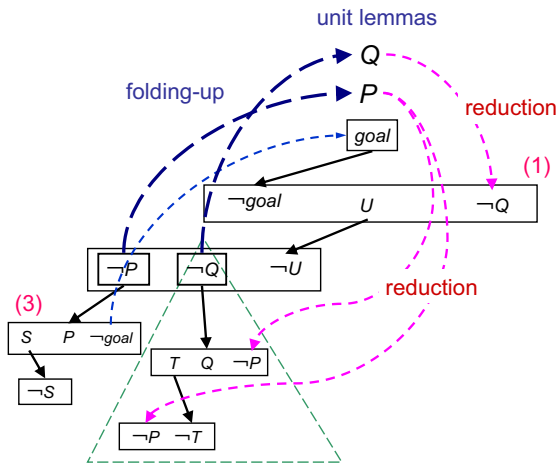 unit lemmas
Q
folding-up
P
reduction
goal
(1)
¬goal U ¬Q
¬P ¬Q ¬U
reduction
(3)
S P ¬goal
T Q ¬P
¬S
¬P ¬T